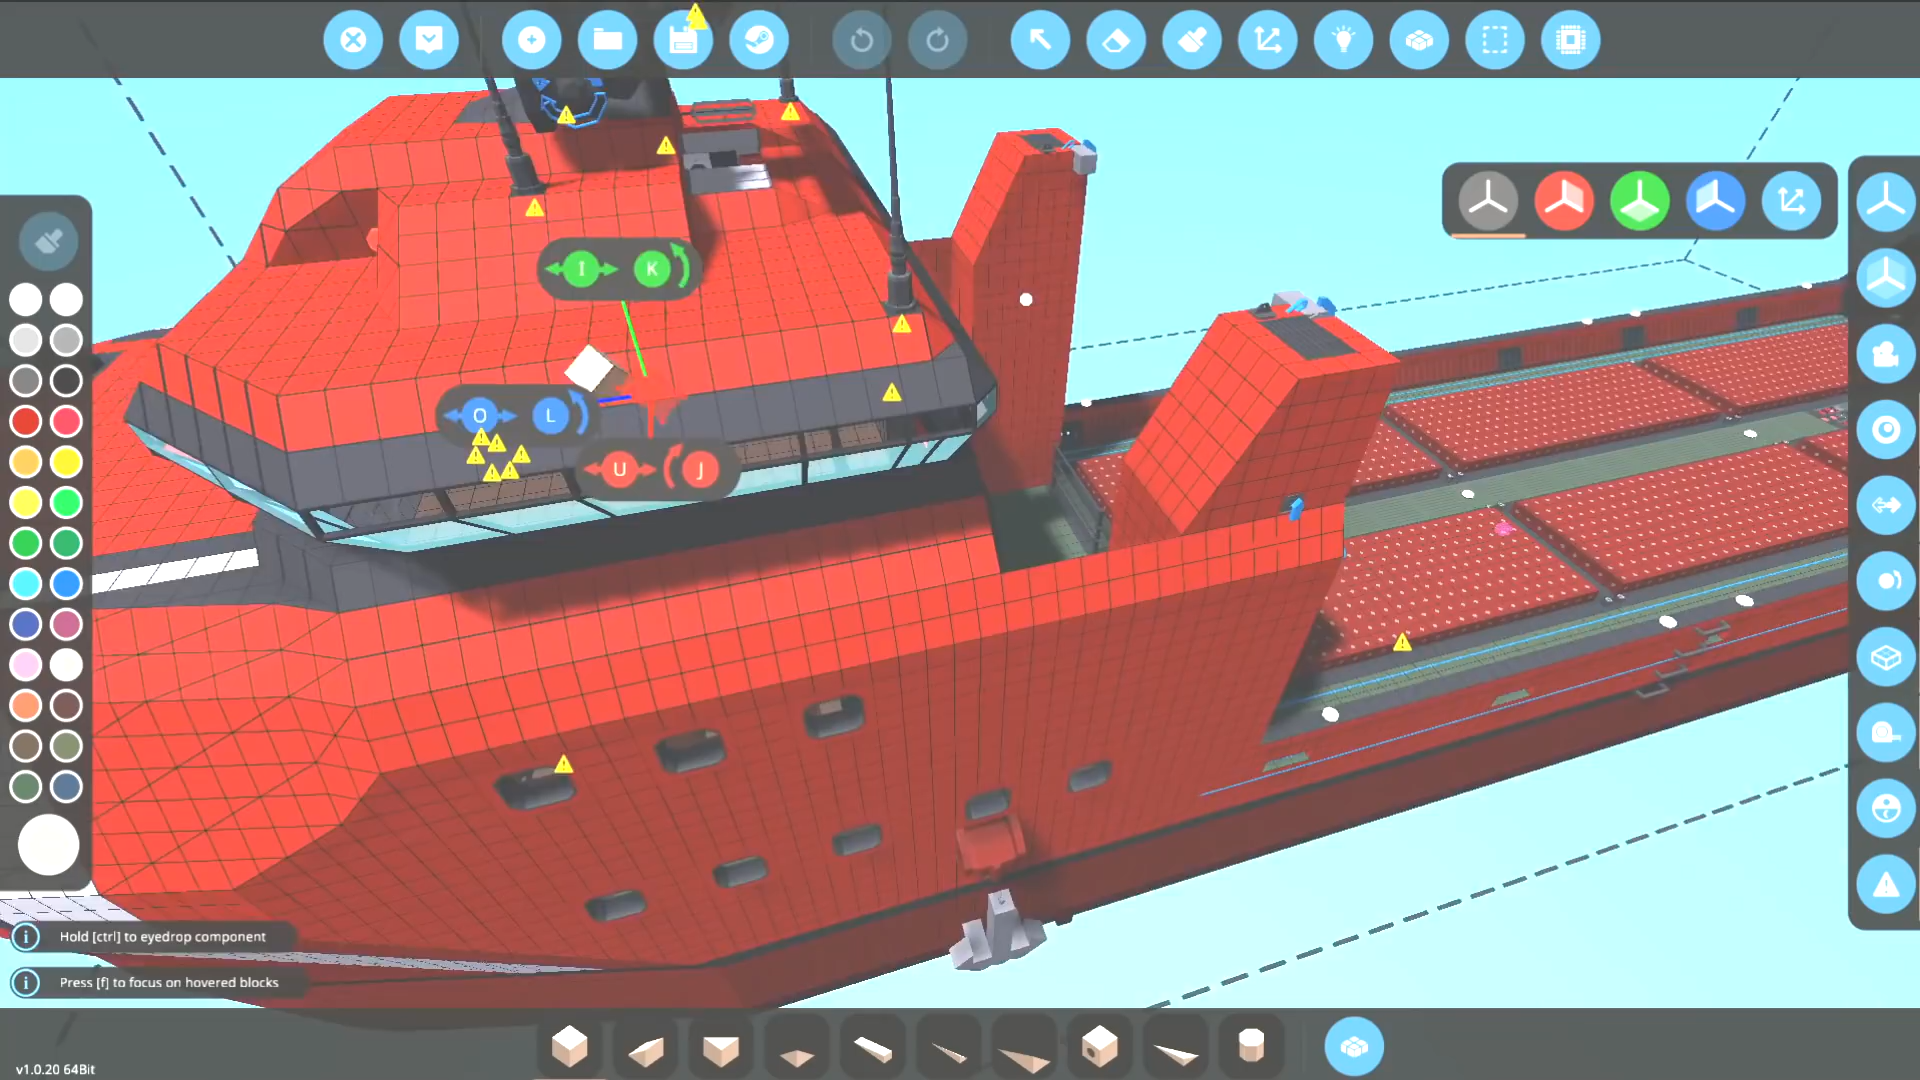 I K
O L
U J
Hold [ctrl] to eyedrop component
Press [f] to focus on hovered blocks
v1.0.20 64Bit